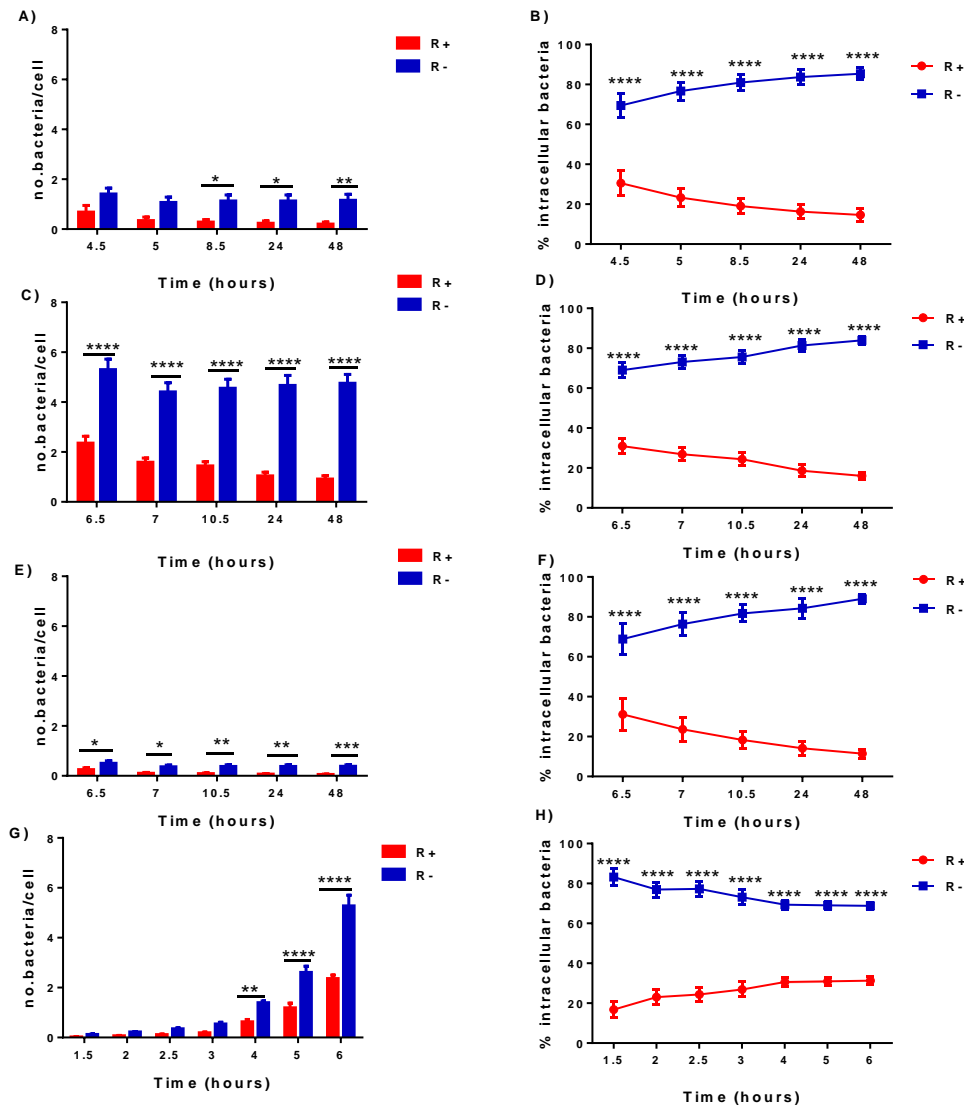 A)
no.bacteria/cell
8
6
4
2
0
* * **
4.5 5 8.5 24 48
Time (hours)
R+
R-
B)
% intracellular bacteria
100
80
60
40
20
0
**** **** **** **** ****
4.5 5 8.5 24 48
Time (hours)
R+
R-
C)
no.bacteria/cell
8
6
4
2
0
**** **** **** **** ****
6.5 7 10.5 24 48
Time (hours)
R+
R-
D)
% intracellular bacteria
100
80
60
40
20
0
**** **** **** **** ****
6.5 7 10.5 24 48
Time (hours)
R+
R-
E)
no.bacteria/cell
8
6
4
2
0
* * ** ** ***
6.5 7 10.5 24 48
Time (hours)
R+
R-
F)
% intracellular bacteria
100
80
60
40
20
0
**** **** **** **** ****
6.5 7 10.5 24 48
Time (hours)
R+
R-
G)
no.bacteria/cell
8
6
4
2
0
** **** ****
1.5 2 2.5 3 4 5 6
Time (hours)
R+
R-
H)
% intracellular bacteria
100
80
60
40
20
0
**** **** **** **** **** **** ****
1.5 2 2.5 3 4 5 6
Time (hours)
R+
R-